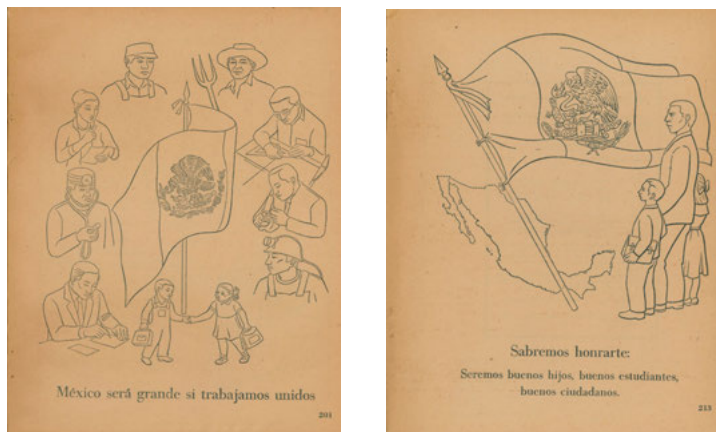 México será grande si trabajamos unidos
201
Sabremos honrarte:
Seremos buenos hijos, buenos estudiantes,
buenos ciudadanos.
213